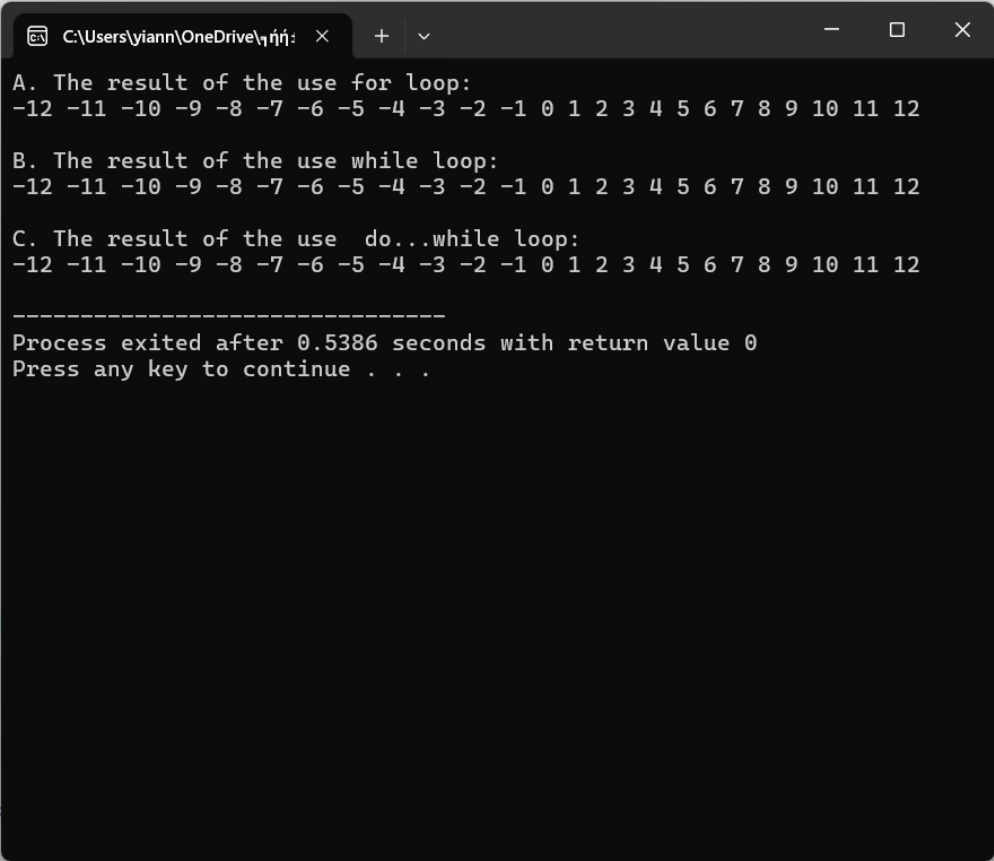 C:\Users\yiann\OneDrive\
A. The result of the use for loop:
-12 -11 -10 -9 -8 -7 -6 -5 -4 -3 -2 -1 0 1 2 3 4 5 6 7 8 9 10 11 12
B. The result of the use while loop:
-12 -11 -10 -9 -8 -7 -6 -5 -4 -3 -2 -1 0 1 2 3 4 5 6 7 8 9 10 11 12
C. The result of the use  do...while loop:
-12 -11 -10 -9 -8 -7 -6 -5 -4 -3 -2 -1 0 1 2 3 4 5 6 7 8 9 10 11 12
--------------------------------
Process exited after 0.5386 seconds with return value 0
Press any key to continue . . .